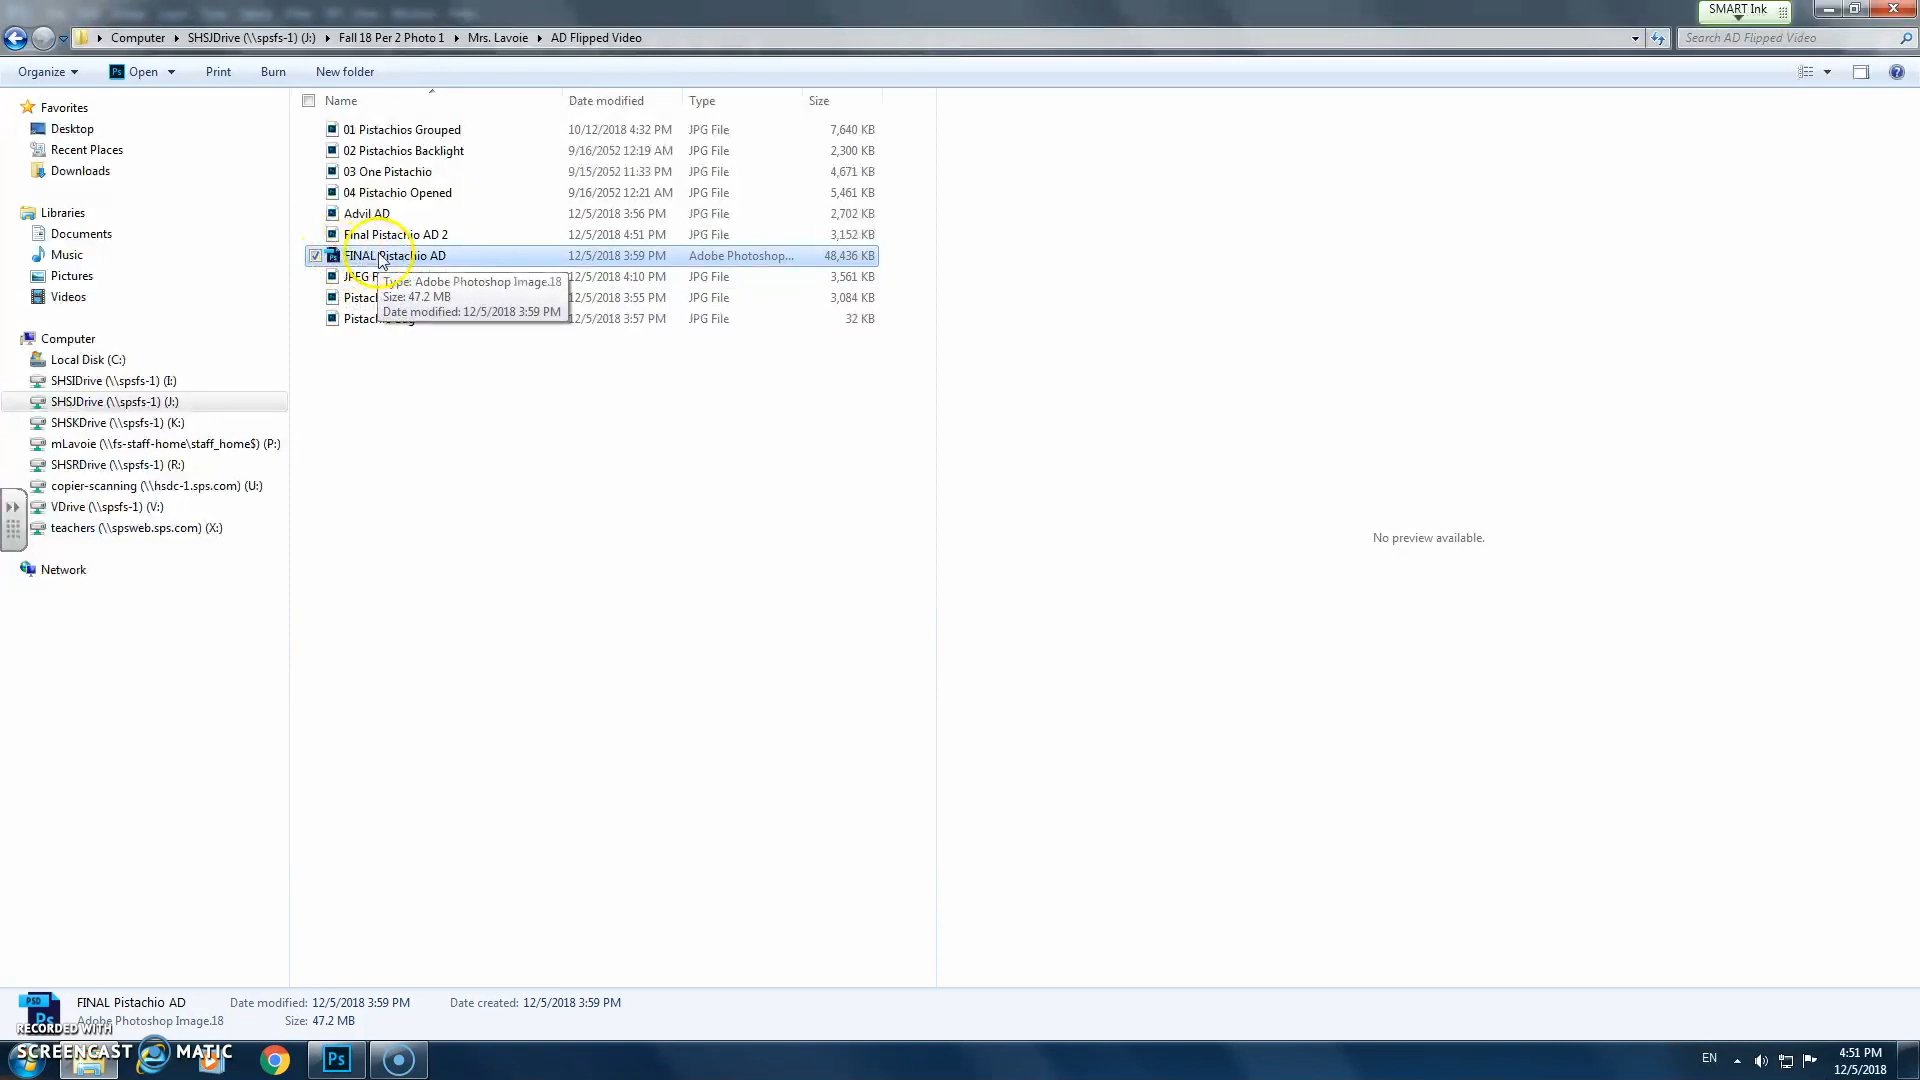 SMART Ink
Computer SHSJDrive (\\spsfs-1) (J:) Fall 18 Per 2 Photo 1 Mrs. Lavoie AD Flipped Video
Search AD Flipped Video
Organize Open Print Burn New folder
Name Date modified Type Size
Favorites
Desktop
Recent Places
Downloads
Libraries
Documents
Music
Pictures
Videos
Computer
Local Disk (C:)
SHSIDrive (\\spsfs-1) (I:)
SHSJDrive (\\spsfs-1) (J:)
SHSKDrive (\\spsfs-1) (K:)
mLavoie (\\fs-staff-home\staff_home$) (P:)
SHSRDrive (\\spsfs-1) (R:)
copier-scanning (\\hsdc-1.sps.com) (U:)
VDrive (\\spsfs-1) (V:)
teachers (\\spsweb.sps.com) (X:)
Network
01 Pistachios Grouped 10/12/2018 4:32 PM JPG File 7,640 KB
02 Pistachios Backlight 9/16/2052 12:19 AM JPG File 2,300 KB
03 One Pistachio 9/15/2052 11:33 PM JPG File 4,671 KB
04 Pistachio Opened 9/16/2052 12:21 AM JPG File 5,461 KB
Advil AD 12/5/2018 3:56 PM JPG File 2,702 KB
Final Pistachio AD 2 12/5/2018 4:51 PM JPG File 3,152 KB
FINAL Pistachio AD 12/5/2018 3:59 PM Adobe Photoshop... 48,436 KB
JPEG 12/5/2018 4:10 PM JPG File 3,561 KB
12/5/2018 3:55 PM JPG File 3,084 KB
12/5/2018 3:57 PM JPG File 32 KB
Type: Adobe Photoshop Image.18
Size: 47.2 MB
Date modified: 12/5/2018 3:59 PM
No preview available.
PSD
Ps
FINAL Pistachio AD Date modified: 12/5/2018 3:59 PM Date created: 12/5/2018 3:59 PM
Adobe Photoshop Image.18 Size: 47.2 MB
RECORDED WITH
SCREENCAST MATIC
Ps
EN
4:51 PM
12/5/2018